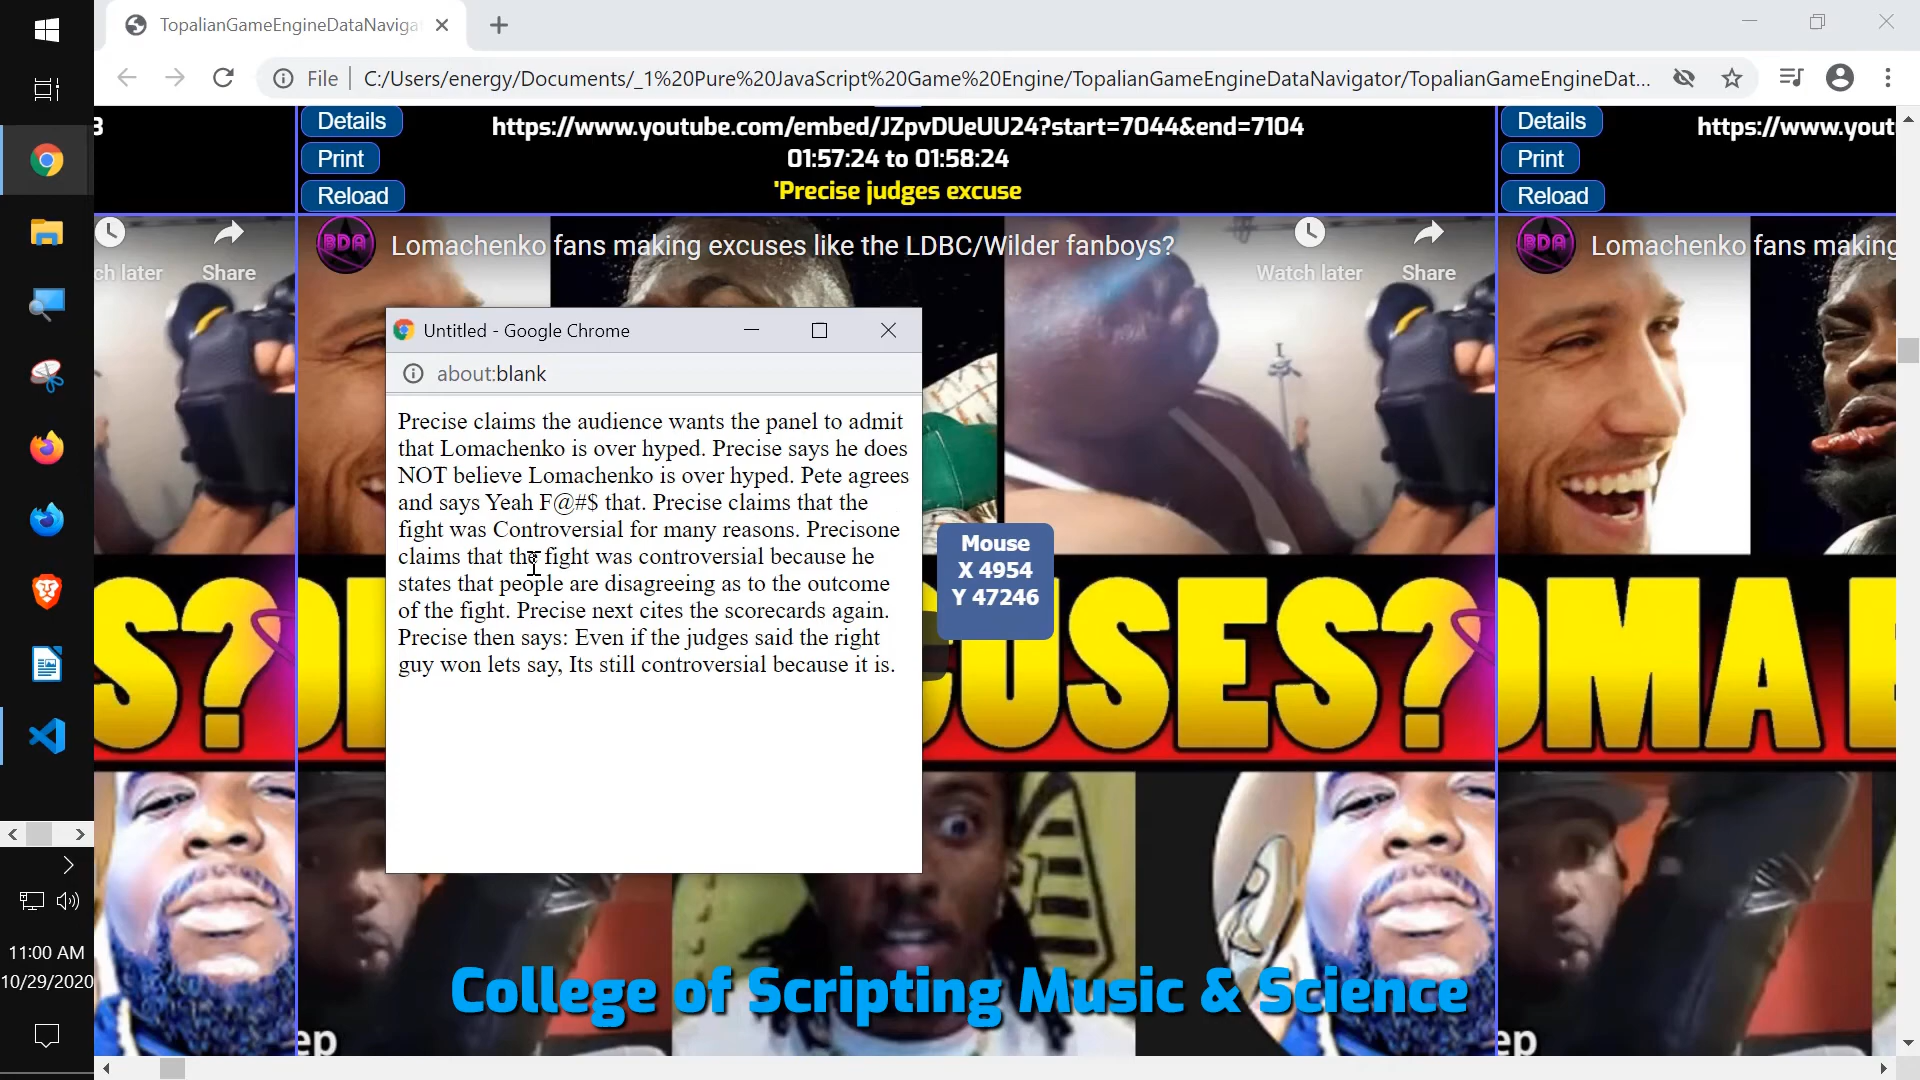 TopalianGameEngineDataNaviga
File
C:/Users/energy/Documents/_1%20Pure%20JavaScript%20Game%20Engine/TopalianGameEngineDataNavigator/TopalianGameEngineDat...
3
Details
Print
Reload
https://www.youtube.com/embed/JZpvDUeUU24?start=7044&end=7104
01:57:24 to 01:58:24
'Precise judges excuse
Details
Print
Reload
https://www.yout
ch later
Share
BDA
Lomachenko fans making excuses like the LDBC/Wilder fanboys?
Watch later
Share
BDA
Lomachenko fans making
Untitled - Google Chrome
about:blank
Precise claims the audience wants the panel to admit
that Lomachenko is over hyped. Precise says he does
NOT believe Lomachenko is over hyped. Pete agrees
and says Yeah F@#$ that. Precise claims that the
fight was Controversial for many reasons. Precisone
claims that the fight was controversial because he
states that people are disagreeing as to the outcome
of the fight. Precise next cites the scorecards again.
Precise then says: Even if the judges said the right
guy won lets say, Its still controversial because it is.
Mouse
X 4954
Y 47246
S?
CUSES?
OMA
College of Scripting Music & Science
ep
ep
11:00 AM
10/29/2020